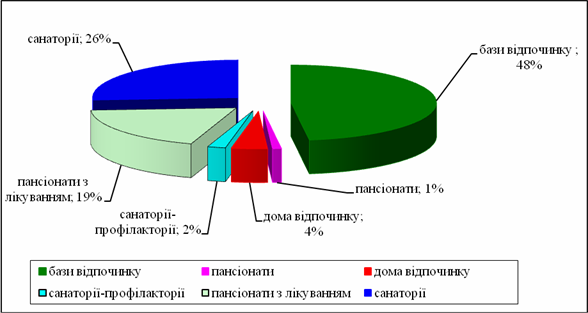 санаторії; 26%
бази відпочинку ;
48%
пансіонати з
лікуванням; 19%
санаторії-
профілакторії; 2%
дома відпочинку;
4%
пансіонати; 1%
бази відпочинку
пансіонати
дома відпочинку
санаторії-профілакторії
пансіонати з лікуванням
санаторії